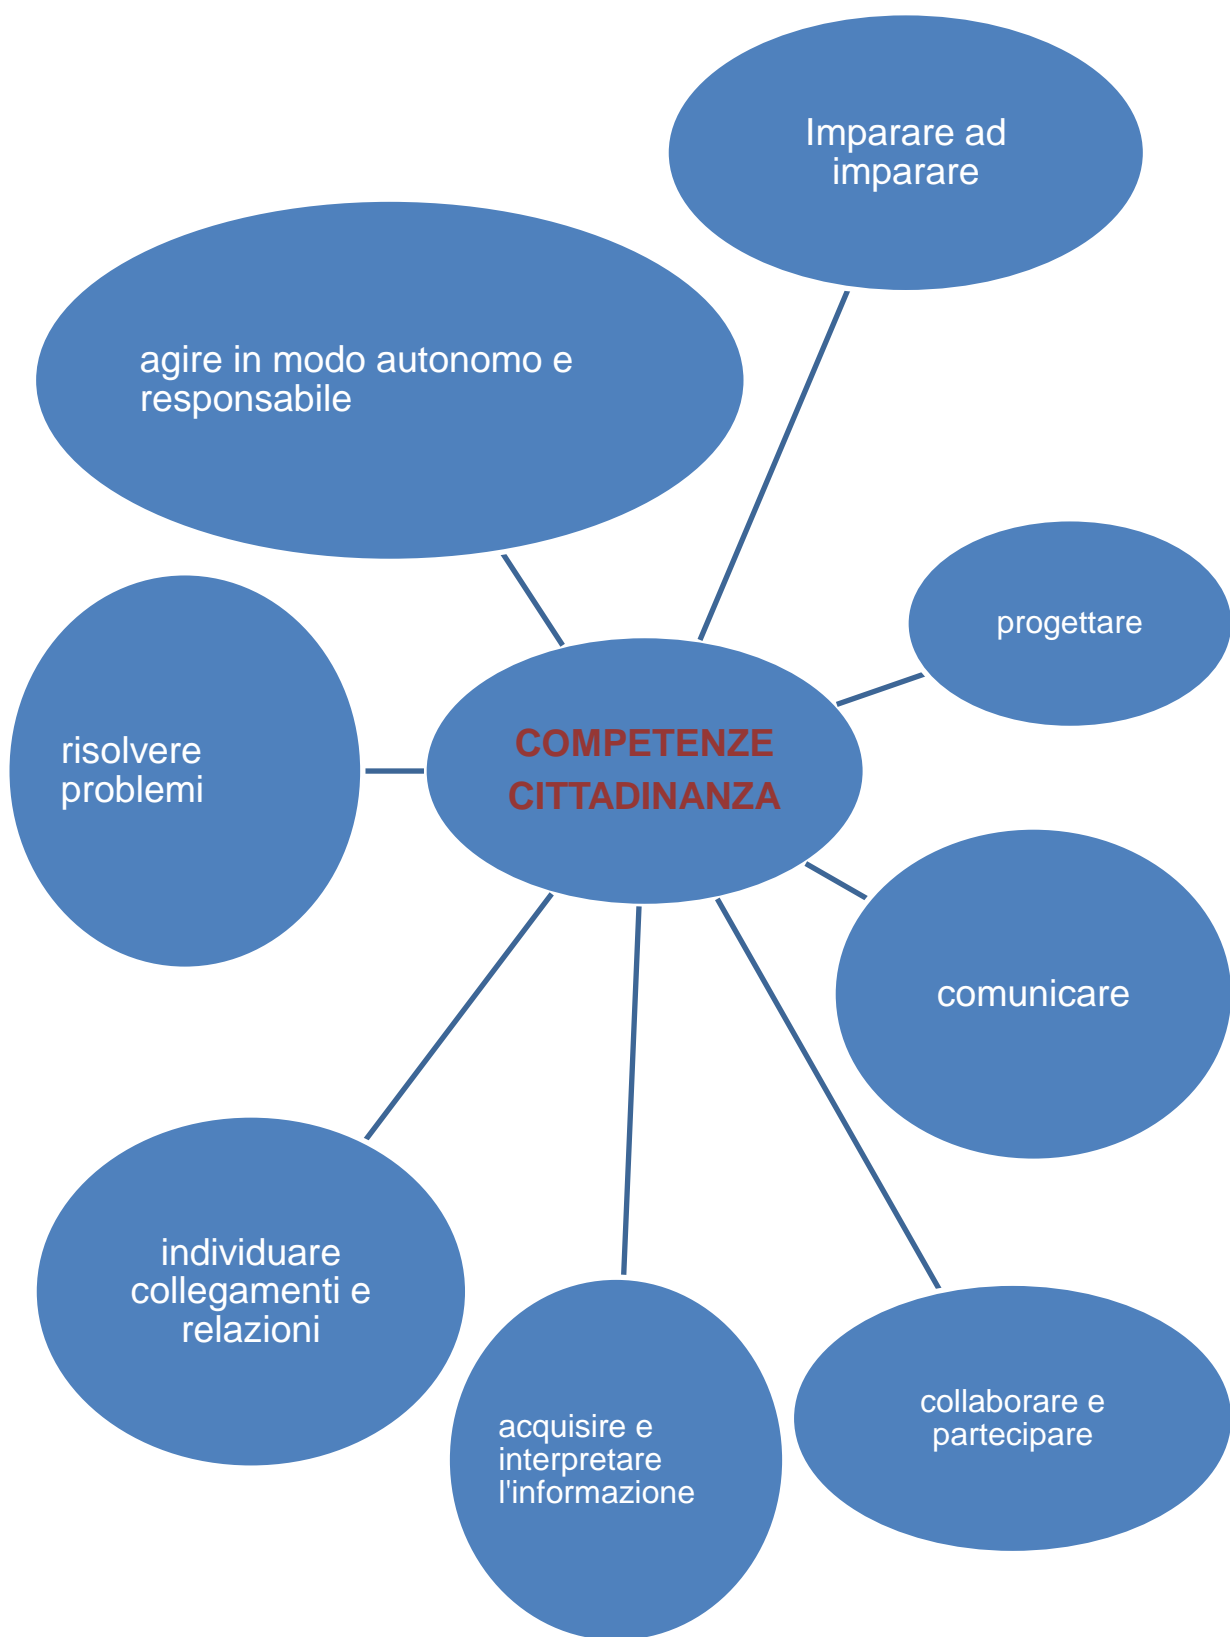 Imparare ad
imparare
agire in modo autonomo e
responsabile
progettare
risolvere
problemi
COMPETENZE
CITTADINANZA
comunicare
individuare
collegamenti e
relazioni
acquisire e
interpretare
l'informazione
collaborare e
partecipare